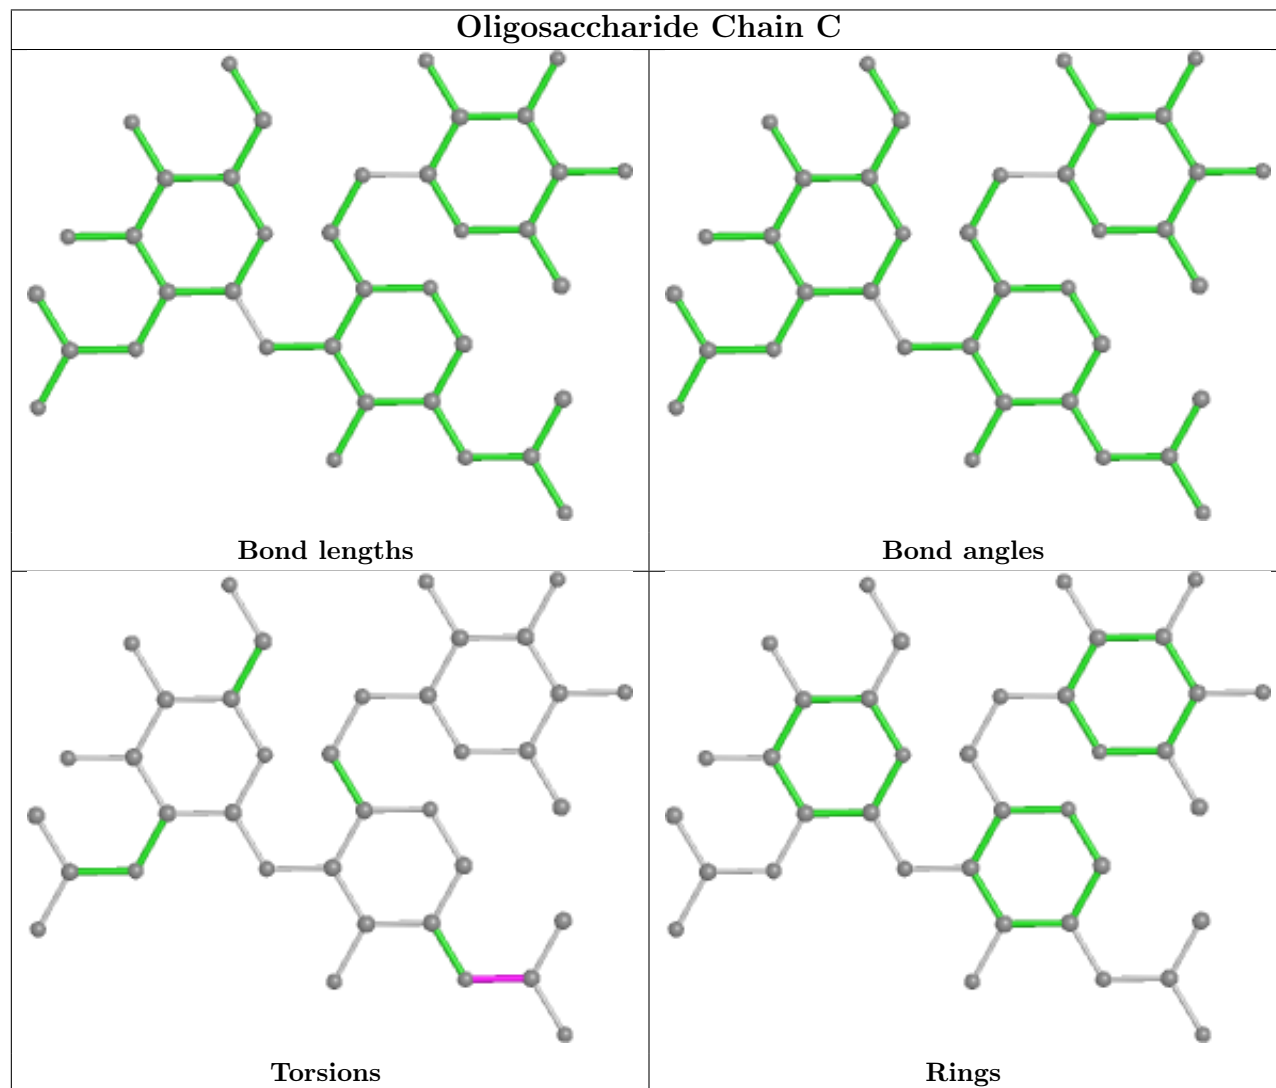 Oligosaccharide Chain C
Bond lengths
Bond angles
Torsions
Rings